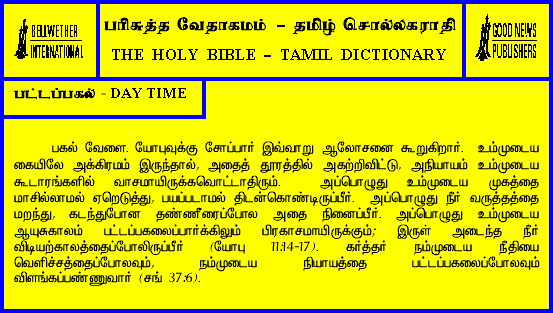 BELLWETHER
INTERNATIONAL
பரிசுத்த வேதாகமம் - தமிழ் சொல்லகராதி
THE HOLY BIBLE – TAMIL DICTIONARY
GOOD NEWS
PUBLISHERS
பட்டப்பகல் - DAY TIME
பகல் வேளை. யோபுவுக்கு சோப்பார் இவ்வாறு ஆலோசனை கூறுகிறார். உம்முடைய
கையிலே அக்கிரமம் இருந்தால், அதைத் தூரத்தில் அகற்றிவிட்டு, அநியாயம் உம்முடைய
கூடாரங்களில் வாசமாயிருக்கவொட்டாதிரும். அப்பொழுது உம்முடைய முகத்தை
மாசில்லாமல் ஏறெடுத்து, பயப்படாமல் திடன்கொண்டிருப்பீர். அப்பொழுது நீர் வருத்தத்தை
மறந்து, கடந்துபோன தண்ணீரைப்போல அதை நினைப்பீர். அப்பொழுது உம்முடைய
ஆயுசுகாலம் பட்டப்பகலைப்பார்க்கிலும் பிரகாசமாயிருக்கும்; இருள் அடைந்த நீர்
விடியற்காலத்தைப்போலிருப்பீர் (யோபு 11:14-17). கர்த்தர் நம்முடைய நீதியை
வெளிச்சத்தைப்போலவும், நம்முடைய நியாயத்தை பட்டப்பகலைப்போலவும்
விளங்கப்பண்ணுவார் (சங் 37:6).